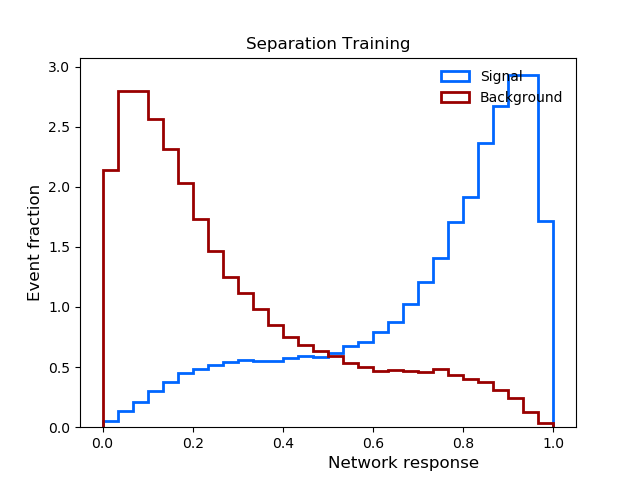 Separation Training
Signal
Background
3.0
2.5
2.0
1.5
1.0
0.5
0.0
Event fraction
0.0 0.2 0.4 0.6 0.8 1.0
Network response